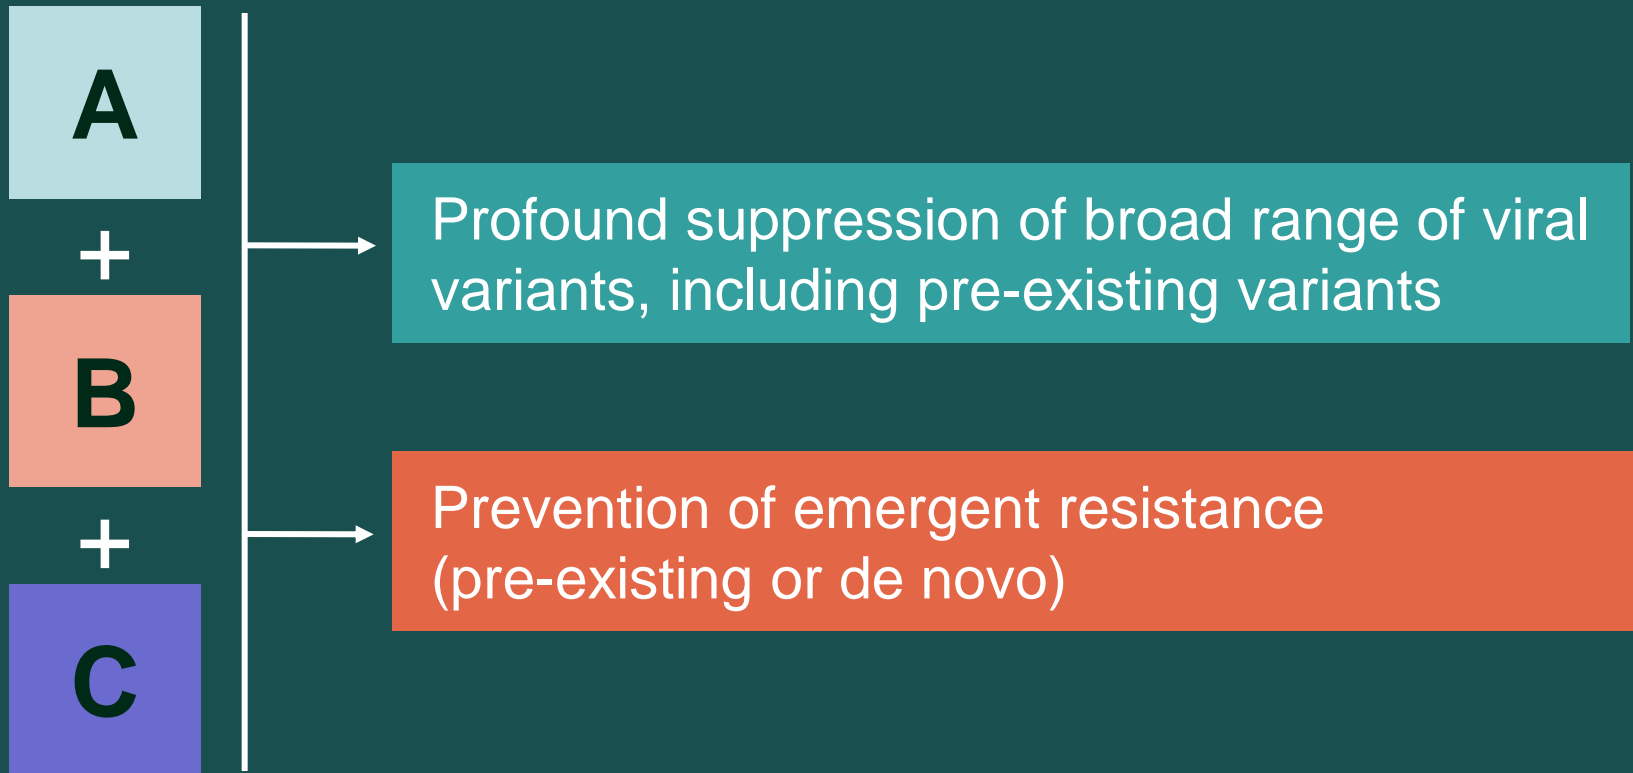 A
+
B
+
C
Profound suppression of broad range of viral
variants, including pre-existing variants
Prevention of emergent resistance
(pre-existing or de novo)